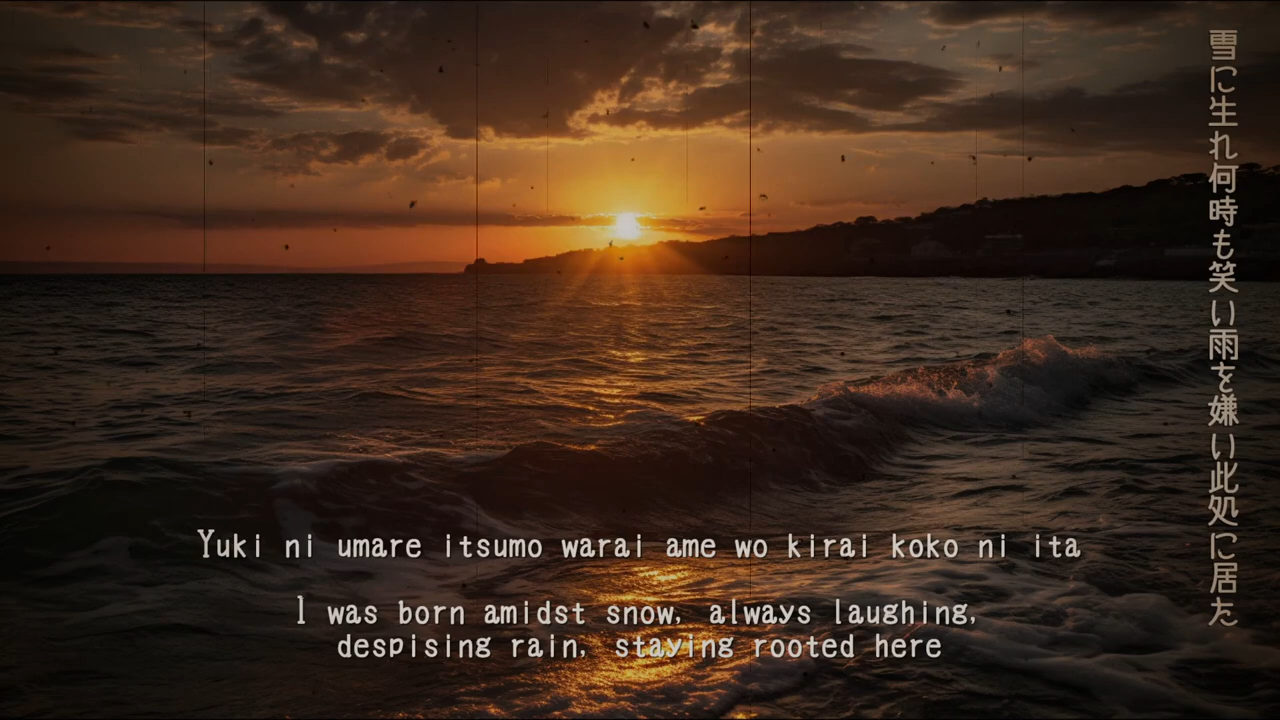 雪に生れ何時も笑い雨を嫌い此処に居た
Yuki ni umare itsumo warai ame wo kirai koko ni ita
I was born amidst snow, always laughing,
despising rain, staying rooted here